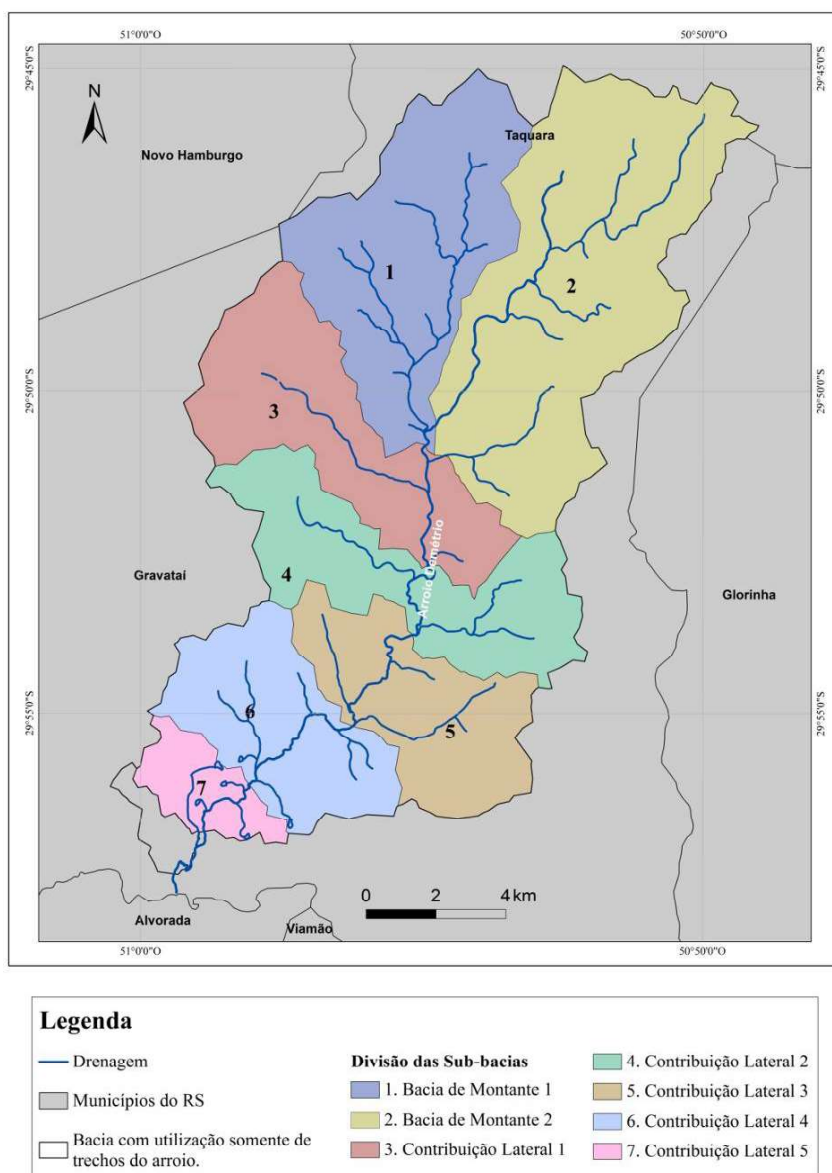 51°0'0"O
50°50'0"O
29°45'0"S
29°45'0"S
N
Taquara
Novo Hamburgo
1
2
29°50'0"S
29°50'0"S
3
Arroio Demétrio
Gravataí
4
Glorinha
29°55'0"S
29°55'0"S
6
5
7
0 2 4 km
Alvorada
Viamão
51°0'0"O
50°50'0"O
Legenda
Drenagem
Municípios do RS
Bacia com utilização somente de
trechos do arroio.
Divisão das Sub-bacias
1. Bacia de Montante 1
2. Bacia de Montante 2
3. Contribuição Lateral 1
4. Contribuição Lateral 2
5. Contribuição Lateral 3
6. Contribuição Lateral 4
7. Contribuição Lateral 5